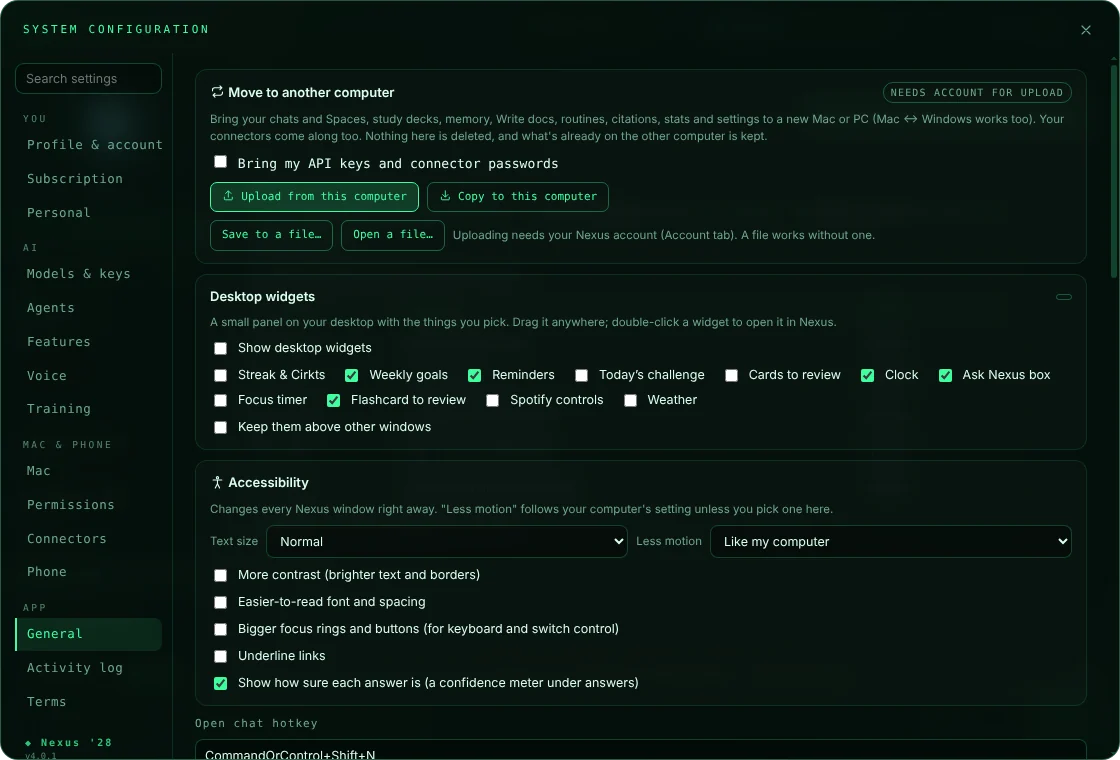 SYSTEM CONFIGURATION
Search settings
YOU
Profile & account
Subscription
Personal
AI
Models & keys
Agents
Features
Voice
Training
MAC & PHONE
Mac
Permissions
Connectors
Phone
APP
General
Activity log
Terms
◆ Nexus '28
v4.0.1
Move to another computer
NEEDS ACCOUNT FOR UPLOAD
Bring your chats and Spaces, study decks, memory, Write docs, routines, citations, stats and settings to a new Mac or PC (Mac ↔ Windows works too). Your
connectors come along too. Nothing here is deleted, and what's already on the other computer is kept.
Bring my API keys and connector passwords
Upload from this computer Copy to this computer
Save to a file… Open a file… Uploading needs your Nexus account (Account tab). A file works without one.
Desktop widgets
A small panel on your desktop with the things you pick. Drag it anywhere; double-click a widget to open it in Nexus.
Show desktop widgets
Streak & Cirkts Weekly goals Reminders Today's challenge Cards to review Clock Ask Nexus box
Focus timer Flashcard to review Spotify controls Weather
Keep them above other windows
Accessibility
Changes every Nexus window right away. "Less motion" follows your computer's setting unless you pick one here.
Text size Normal Less motion Like my computer
More contrast (brighter text and borders)
Easier-to-read font and spacing
Bigger focus rings and buttons (for keyboard and switch control)
Underline links
Show how sure each answer is (a confidence meter under answers)
Open chat hotkey
CommandOrControl+Shift+N